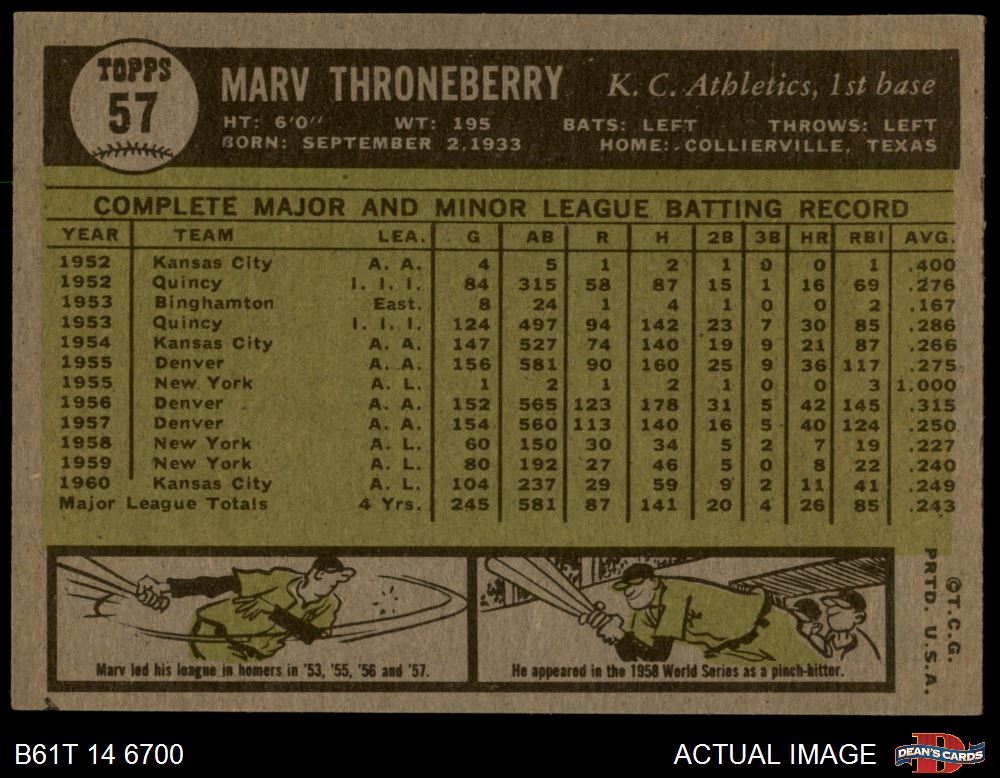 TOPPS
57
MARV THRONEBERRY K. C. Athletics, 1st base
HT: 6'0" WT: 195 BATS: LEFT THROWS: LEFT
BORN: SEPTEMBER 2, 1933 HOME: COLLIERVILLE, TEXAS
COMPLETE MAJOR AND MINOR LEAGUE BATTING RECORD
YEAR TEAM LEA. G AB R H 2B 3B HR RBI AVG.
1952 Kansas City A. A. 4 5 1 2 1 0 0 1 .400
1952 Quincy I. I. I. 84 315 58 87 15 1 16 69 .276
1953 Binghamton East. 8 24 1 4 1 0 0 2 .167
1953 Quincy I. I. I. 124 497 94 142 23 7 30 85 .286
1954 Kansas City A. A. 147 527 74 140 19 9 21 87 .266
1955 Denver A. A. 156 581 90 160 25 9 36 117 .275
1955 New York A. L. 1 2 1 2 1 0 0 3 1.000
1956 Denver A. A. 152 565 123 178 31 5 42 145 .315
1957 Denver A. A. 154 560 113 140 16 5 40 124 .250
1958 New York A. L. 60 150 30 34 5 2 7 19 .227
1959 New York A. L. 80 192 27 46 5 0 8 22 .240
1960 Kansas City A. L. 104 237 29 59 9 2 11 41 .249
Major League Totals 4 Yrs. 245 581 87 141 20 4 26 85 .243
Marv led his league in homers in '53, '55, '56 and '57.
He appeared in the 1958 World Series as a pinch-hitter.
©T.C.G.
PRTD. U.S.A.
B61T 14 6700
ACTUAL IMAGE
DEAN'S CARDS